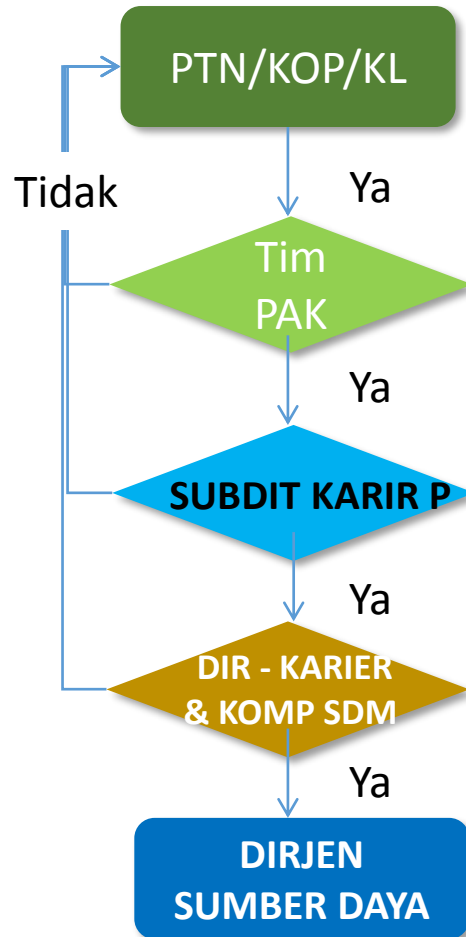 PTN/KOP/KL
Ya
Tidak
Tim
PAK
Ya
SUBDIT KARIR P
Ya
DIR - KARIER
& KOMP SDM
Ya
DIRJEN
SUMBER DAYA